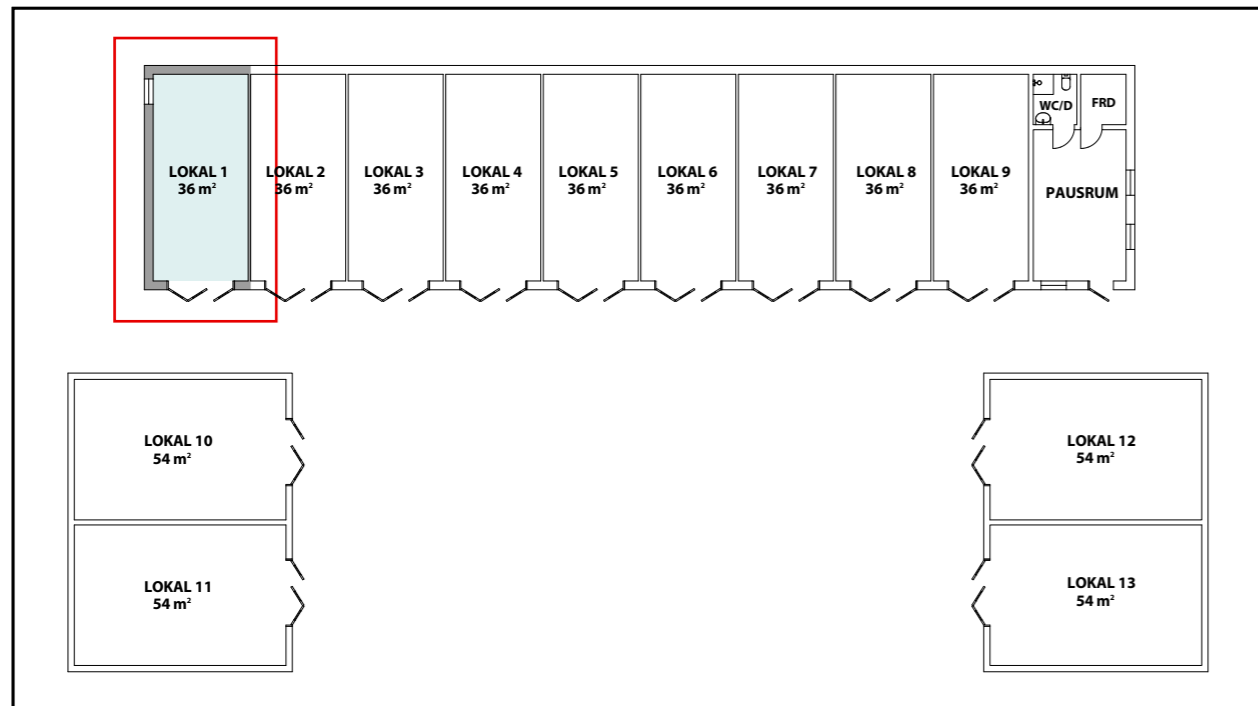 WC/D
FRD
LOKAL 1
36 m²
LOKAL 2
36 m²
LOKAL 3
36 m²
LOKAL 4
36 m²
LOKAL 5
36 m²
LOKAL 6
36 m²
LOKAL 7
36 m²
LOKAL 8
36 m²
LOKAL 9
36 m²
PAUSRUM
LOKAL 10
54 m²
LOKAL 12
54 m²
LOKAL 11
54 m²
LOKAL 13
54 m²